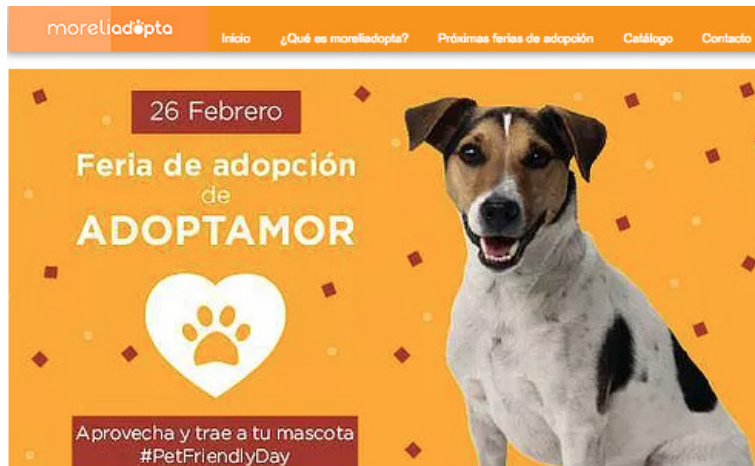 moreliadopta
Inicio ¿Qué es moreliadopta? Próximas ferias de adopción Catálogo Contacto
26 Febrero
Feria de adopción
de
ADOPTAMOR
Aprovecha y trae a tu mascota
#PetFriendlyDay